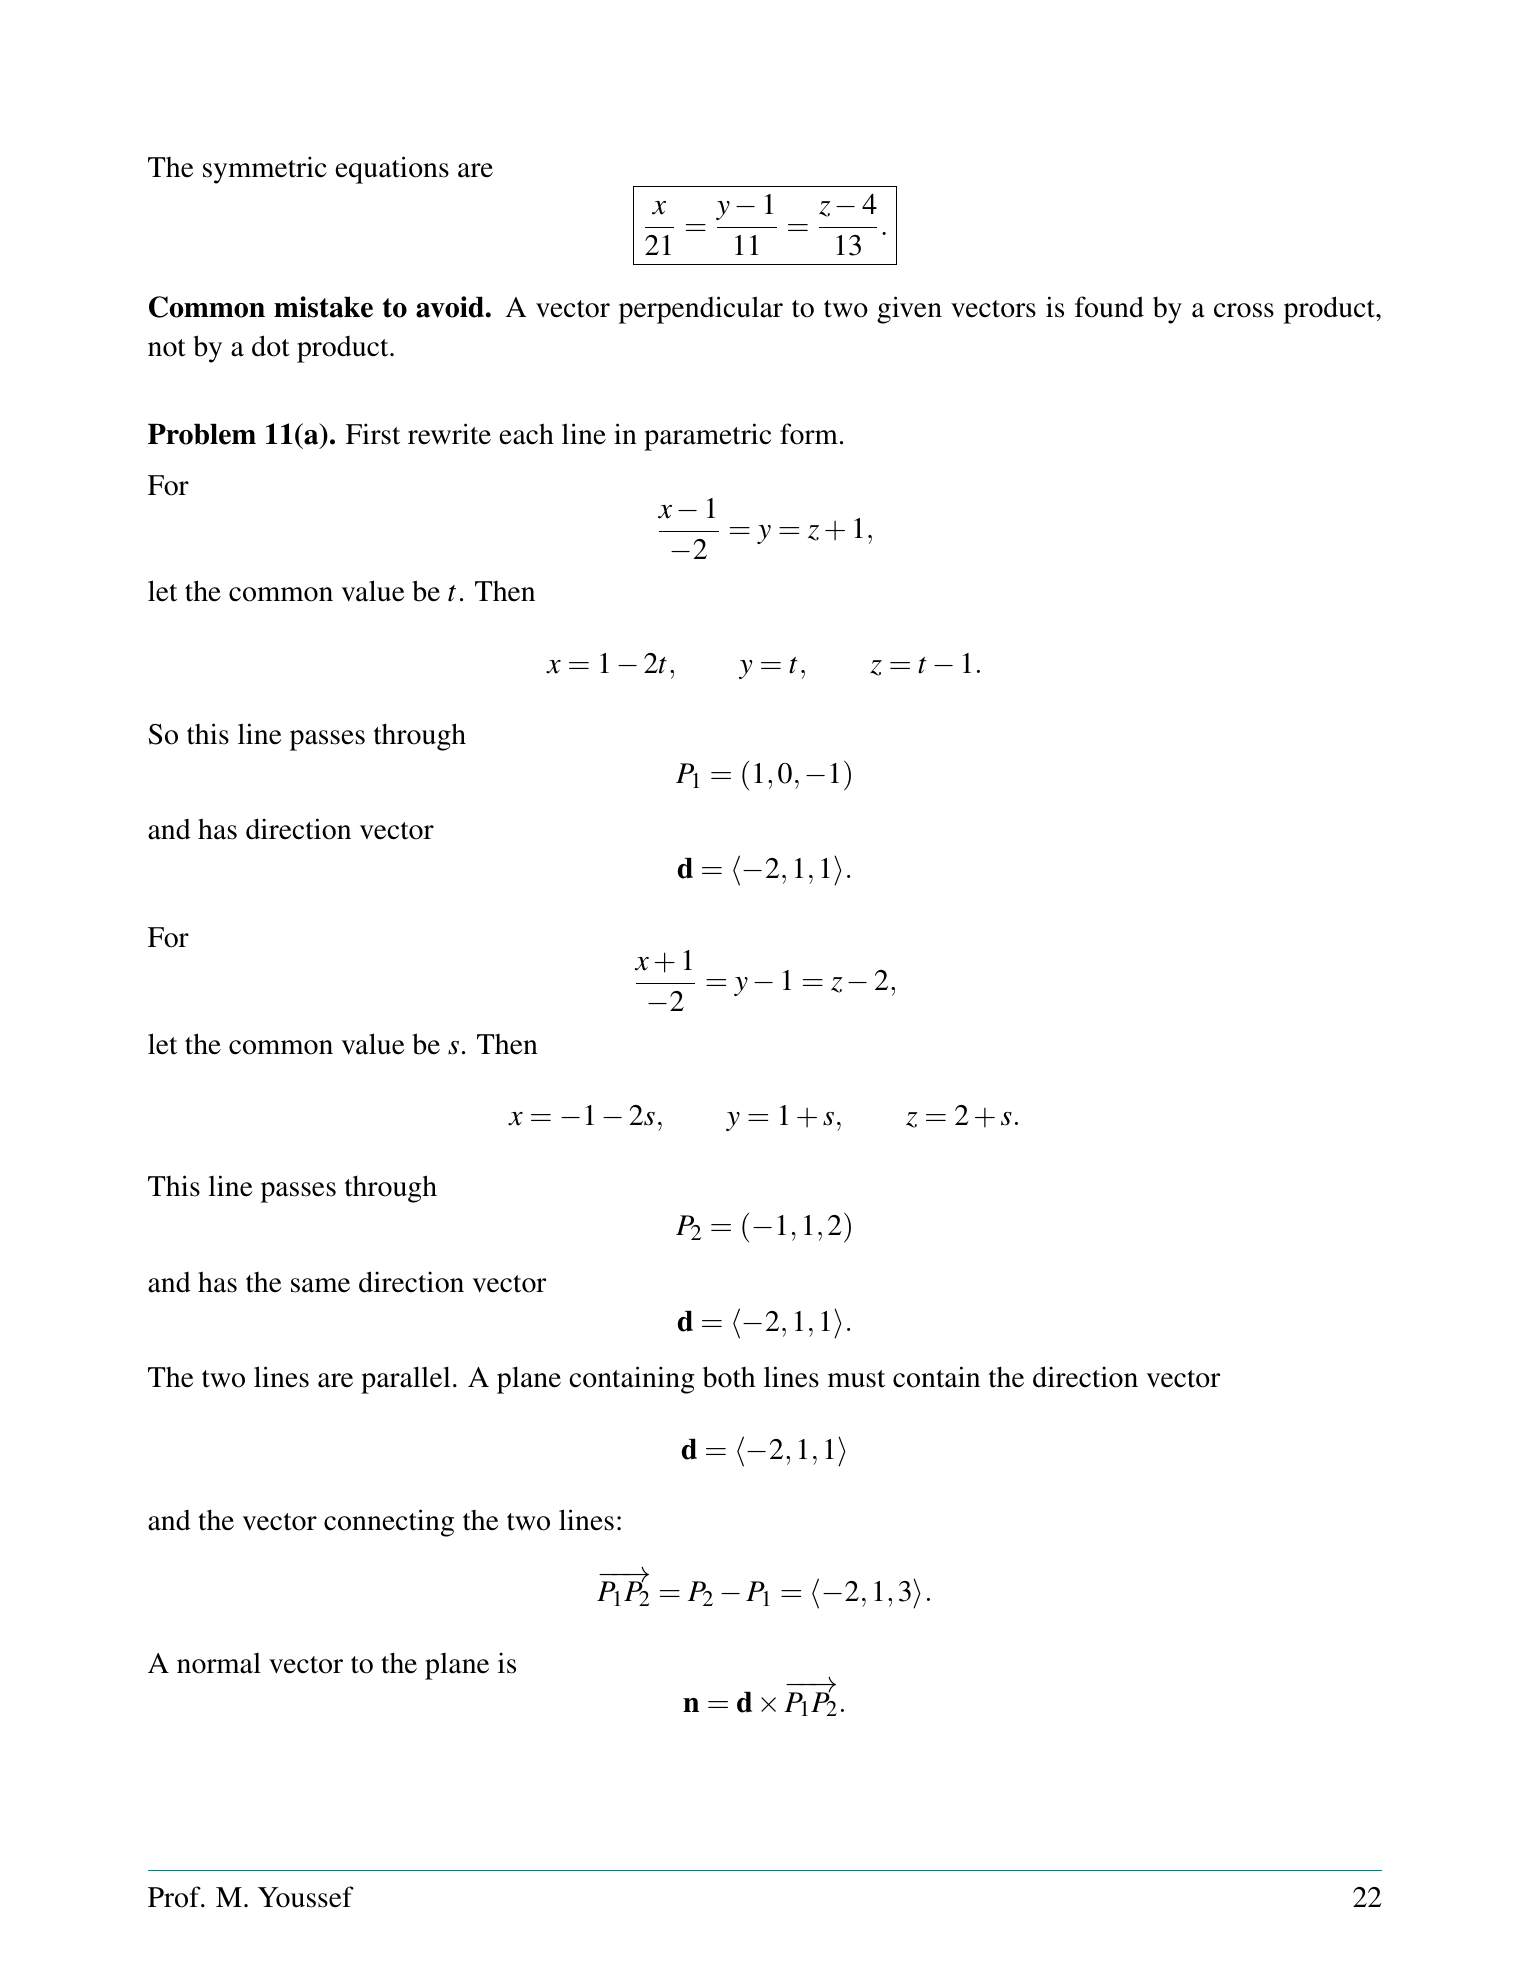 The symmetric equations are
x/21 = (y − 1)/11 = (z − 4)/13.
Common mistake to avoid. A vector perpendicular to two given vectors is found by a cross product,
not by a dot product.
Problem 11(a). First rewrite each line in parametric form.
For
(x − 1)/−2 = y = z + 1,
let the common value be t. Then
x = 1 − 2t, y = t, z = t − 1.
So this line passes through
P₁ = (1, 0, −1)
and has direction vector
d = ⟨−2, 1, 1⟩.
For
(x + 1)/−2 = y − 1 = z − 2,
let the common value be s. Then
x = −1 − 2s, y = 1 + s, z = 2 + s.
This line passes through
P₂ = (−1, 1, 2)
and has the same direction vector
d = ⟨−2, 1, 1⟩.
The two lines are parallel. A plane containing both lines must contain the direction vector
d = ⟨−2, 1, 1⟩
and the vector connecting the two lines:
P₁P₂⃗ = P₂ − P₁ = ⟨−2, 1, 3⟩.
A normal vector to the plane is
n = d × P₁P₂⃗.
Prof. M. Youssef 22